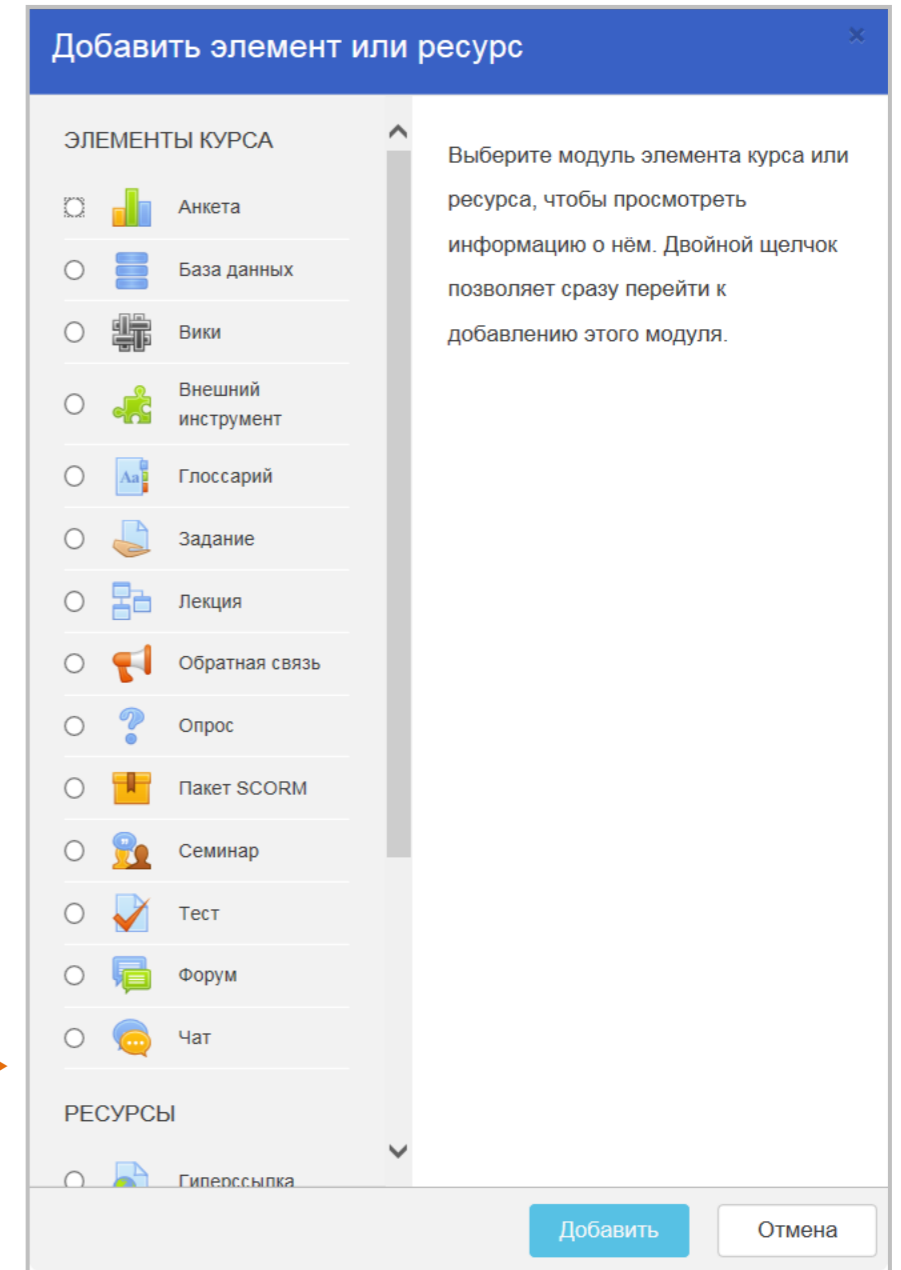 Добавить элемент или ресурс
ЭЛЕМЕНТЫ КУРСА
Анкета
База данных
Вики
Внешний
инструмент
Глоссарий
Aa
Задание
Лекция
Обратная связь
Опрос
Пакет SCORM
Семинар
Тест
Форум
Чат
РЕСУРСЫ
Гиперссылка
Выберите модуль элемента курса или
ресурса, чтобы просмотреть
информацию о нём. Двойной щелчок
позволяет сразу перейти к
добавлению этого модуля.
Добавить
Отмена